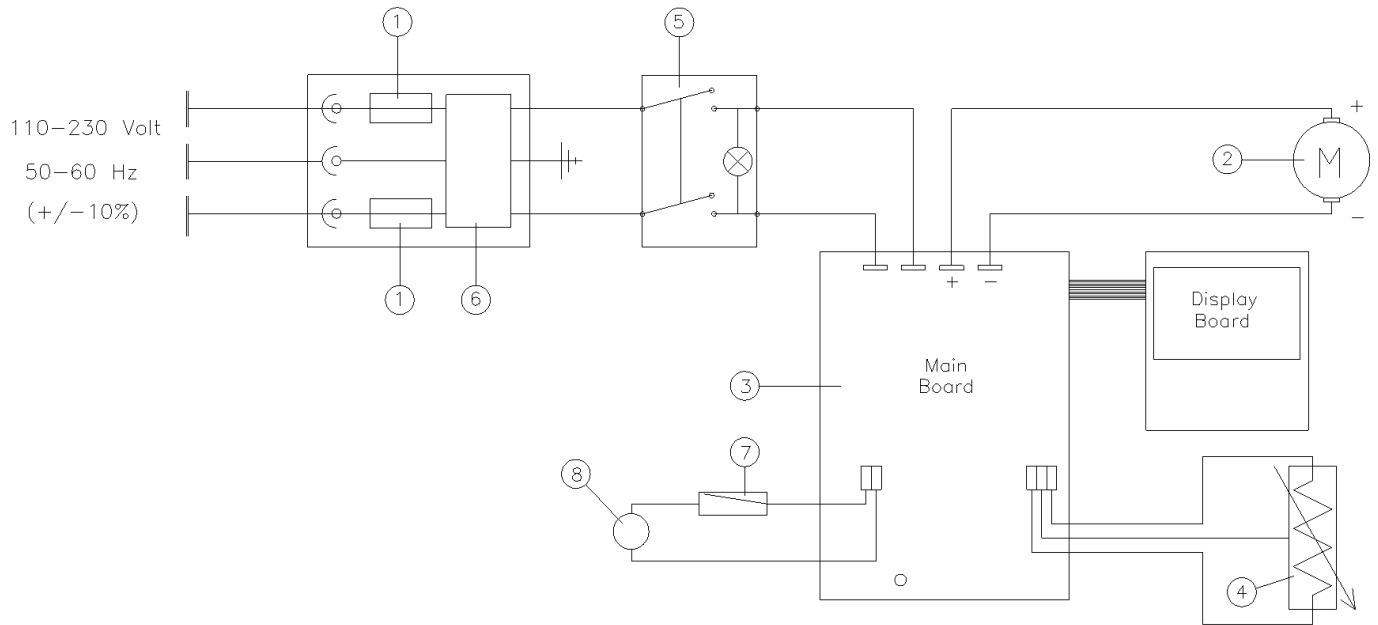 1
5
110-230 Volt
50-60 Hz
(+/-10%)
+
2
M
-
1
6
+ -
Display
Board
3
Main
Board
7
8
4